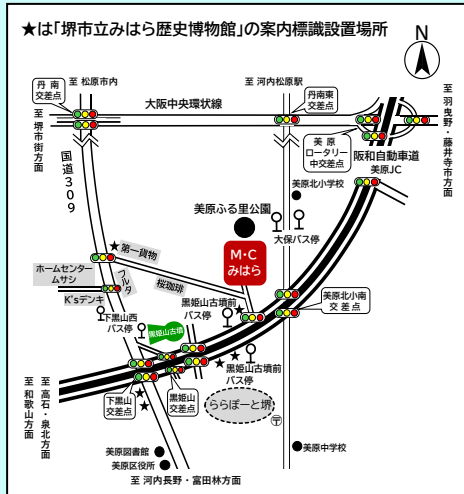 ★は「堺市立みはら歴史博物館」の案内標識設置場所
N
至 松原市内
至 河内松原駅
丹 南
交差点
大阪中央環状線
丹南東
交差点
至 堺市街方面
至 羽曳野・藤井寺市方面
美 原
ロータリー
中交差点
阪和自動車道
美原JC
国道309
美原北小学校
美原ふる里公園
大保バス停
★
第一貨物
M・C
みはら
ホームセンター
ムサシ
プルタ
桜珈琲
K'sデンキ
下黒山西
バス停
黒姫山古墳前
バス停
★
美原北小南
交 差 点
黒姫山古墳
★
★
黒姫山古墳前
バス停
下黒山
交差点
★
★
黒姫山
交差点
ららぽーと堺
〒
至 高石・泉北方面
至 和歌山方面
美原図書館
美原区役所
美原中学校
至 河内長野・富田林方面